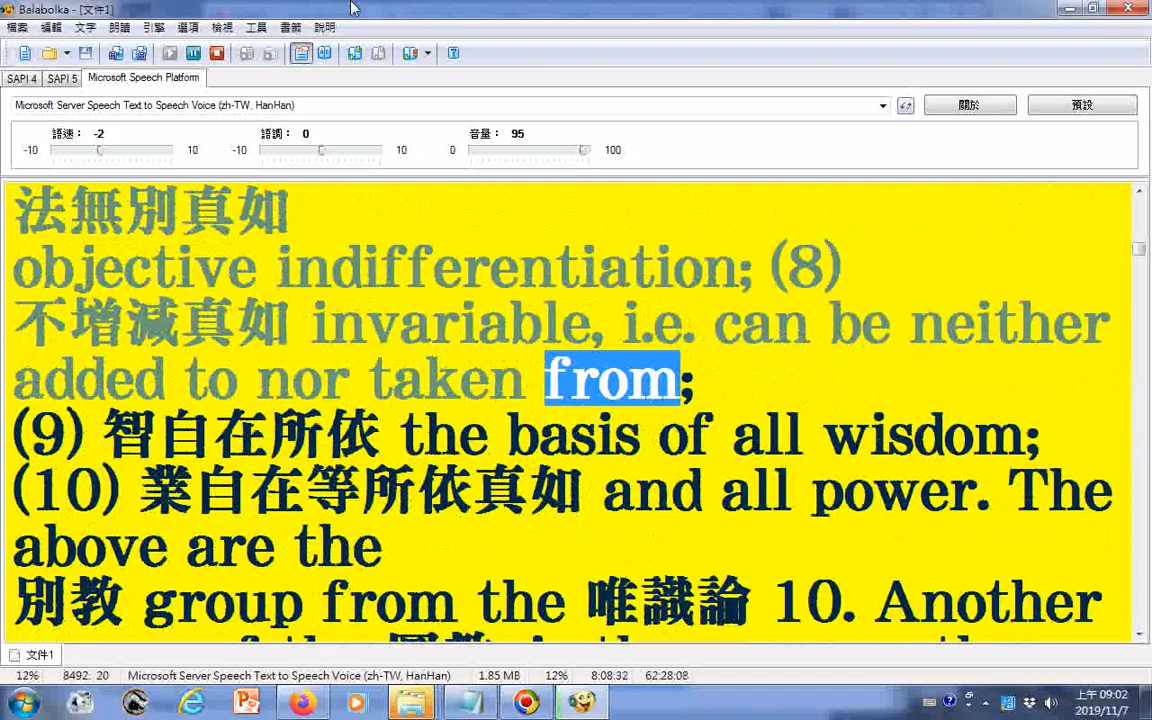 Balabolka - [文件1]
檔案 編輯 文字 朗讀 引擎 選項 檢視 工具 書籤 說明
SAPI 4 SAPI 5 Microsoft Speech Platform
Microsoft Server Speech Text to Speech Voice (zh-TW, HanHan) 關於 預設
語速： -2 語調： 0 音量： 95
-10 10 -10 10 0 100
法無別真如
objective indifferentiation; (8)
不增減真如 invariable, i.e. can be neither
added to nor taken from;
(9) 智自在所依 the basis of all wisdom;
(10) 業自在等所依真如 and all power. The
above are the
別教 group from the 唯識論 10. Another
文件1
12% 8492: 20 Microsoft Server Speech Text to Speech Voice (zh-TW, HanHan) 1.85 MB 12% 8:08:32 62:28:08
上午 09:02
2019/11/7